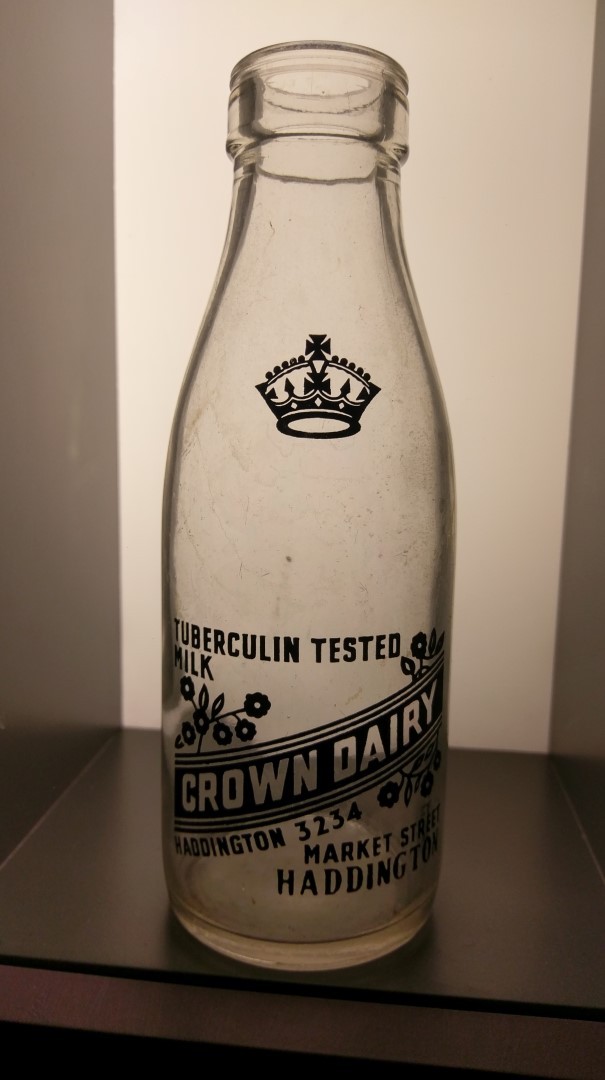 TUBERCULIN TESTED
MILK
CROWN DAIRY
HADDINGTON 3234
MARKET STREET
HADDINGTON